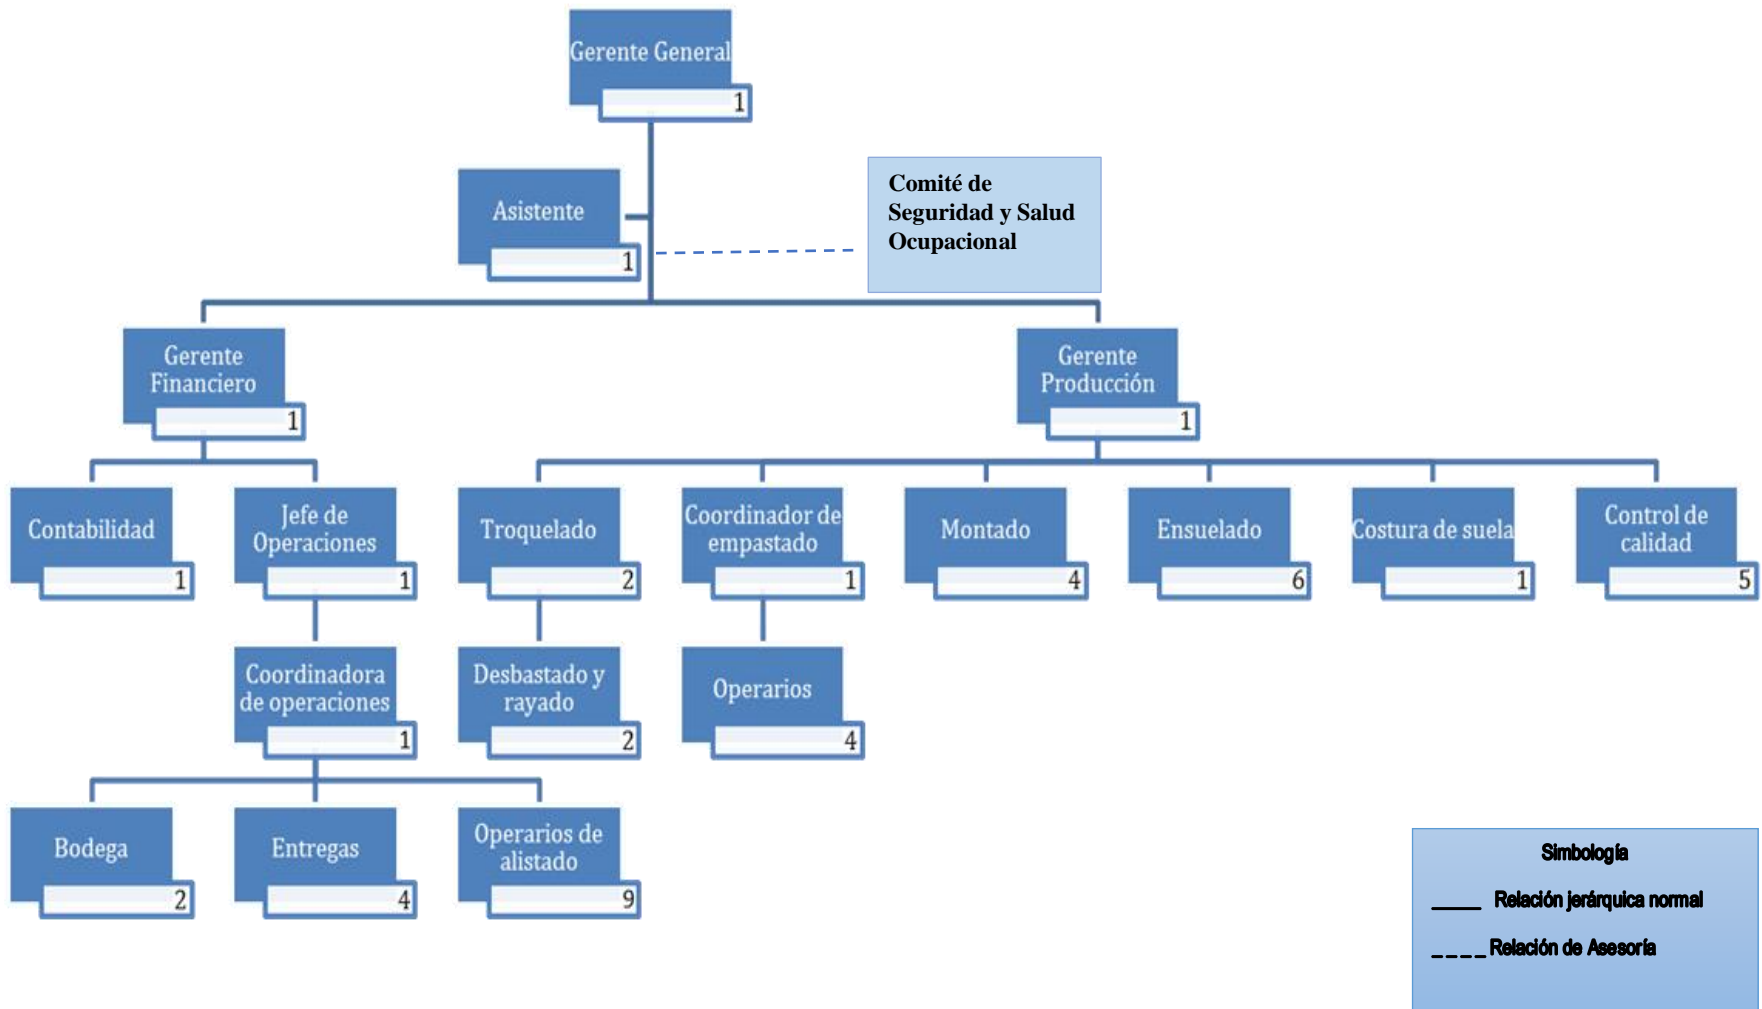 Gerente General
1
Asistente
1
Comité de
Seguridad y Salud
Ocupacional
Gerente
Financiero
1
Gerente
Producción
1
Contabilidad
1
Jefe de
Operaciones
1
Troquelado
2
Coordinador de
empastado
1
Montado
4
Ensuelado
6
Costura de suela
1
Control de
calidad
5
Coordinadora
de operaciones
1
Desbastado y
rayado
2
Operarios
4
Bodega
2
Entregas
4
Operarios de
alistado
9
Simbología
_____ Relación jerárquica normal
_ _ _ _ Relación de Asesoría